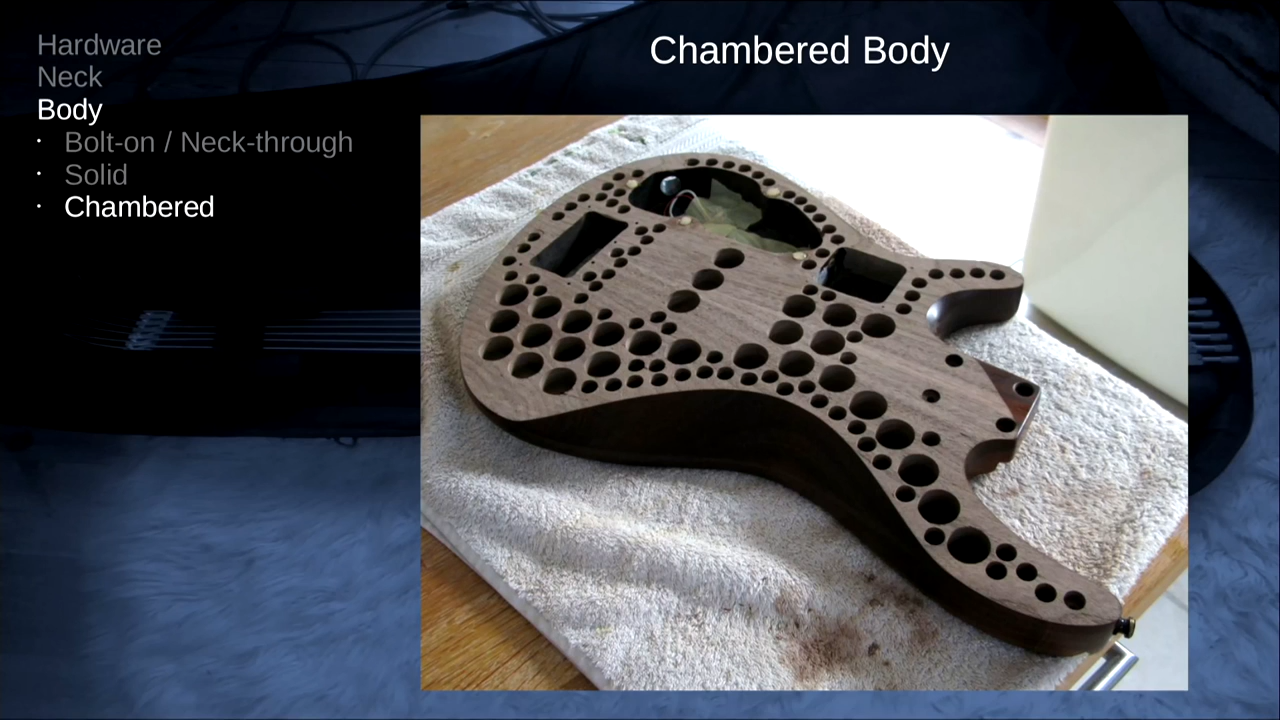 Hardware
Neck
Body
· Bolt-on / Neck-through
· Solid
· Chambered
Chambered Body